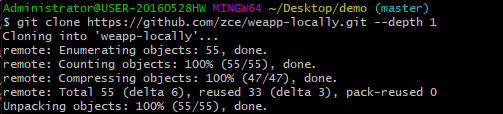 Administrator@USER-20160528HW MINGW64 ~/Desktop/demo (master)
$ git clone https://github.com/zce/weapp-locally.git --depth 1
Cloning into 'weapp-locally'...
remote: Enumerating objects: 55, done.
remote: Counting objects: 100% (55/55), done.
remote: Compressing objects: 100% (47/47), done.
remote: Total 55 (delta 6), reused 33 (delta 3), pack-reused 0
Unpacking objects: 100% (55/55), done.